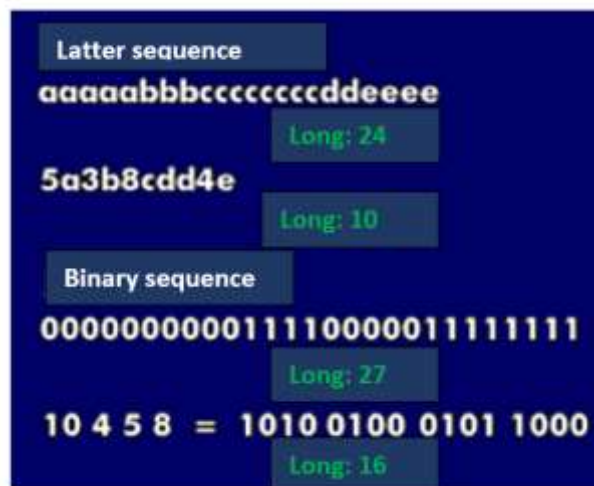 Latter sequence
aaaaabbbccccccccddeeee
Long: 24
5a3b8cdd4e
Long: 10
Binary sequence
000000000011110000011111111
Long: 27
10 4 5 8 = 1010 0100 0101 1000
Long: 16